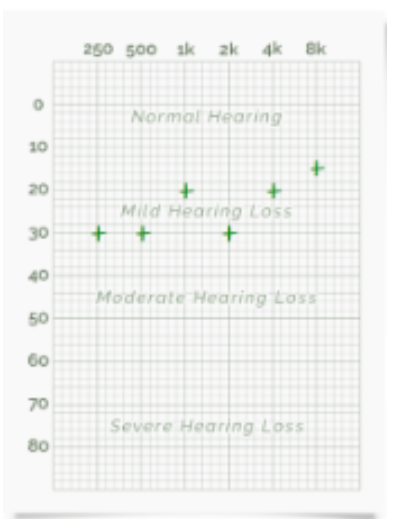 250 500 1k 2k 4k 8k
0
Normal Hearing
10
20
Mild Hearing Loss
30
40
Moderate Hearing Loss
50
60
70
Severe Hearing Loss
80